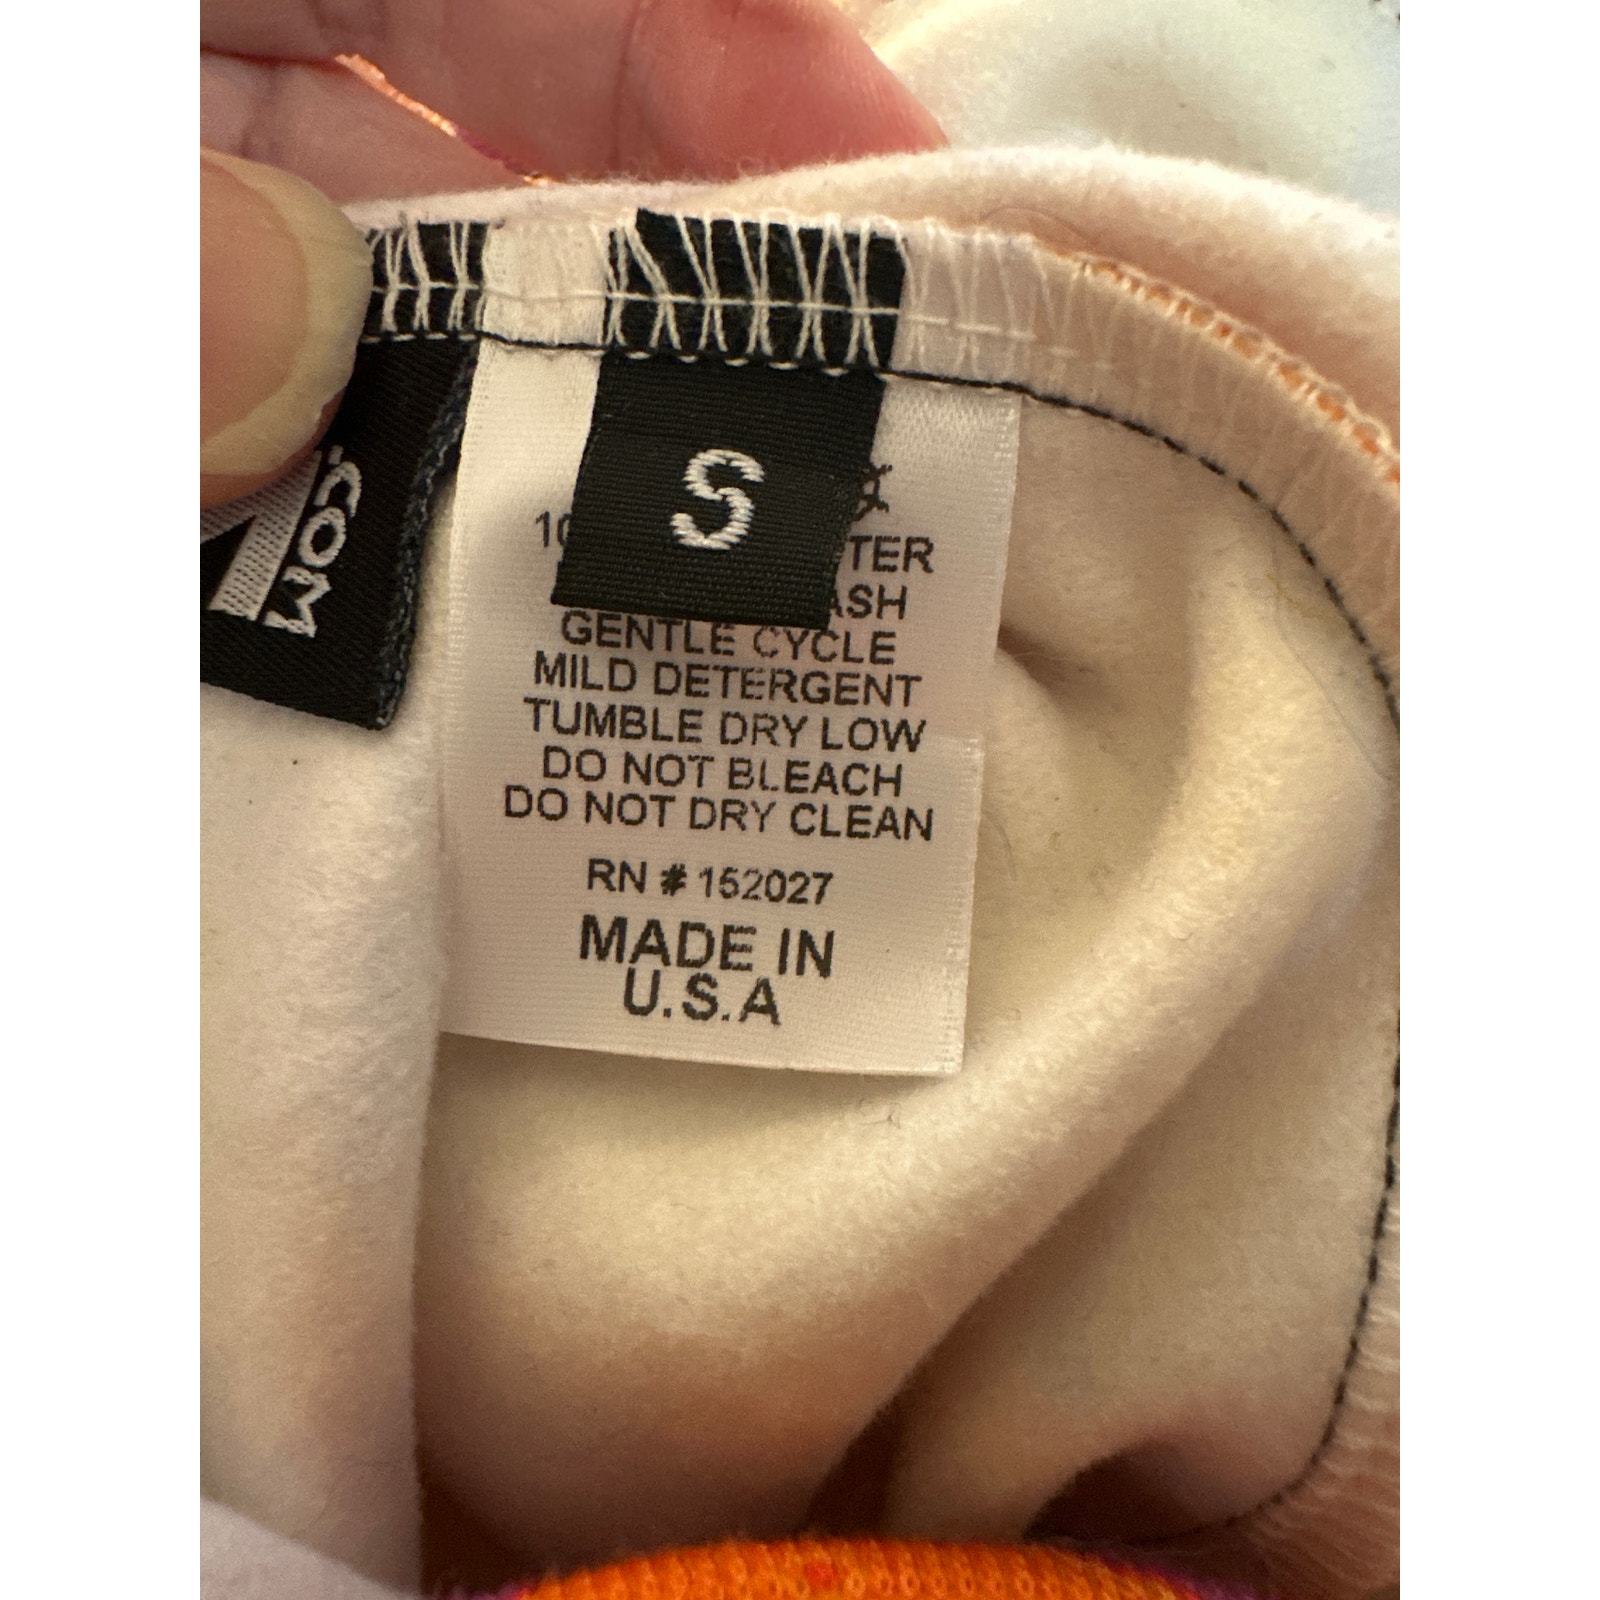 .COM
S
GENTLE CYCLE
MILD DETERGENT
TUMBLE DRY LOW
DO NOT BLEACH
DO NOT DRY CLEAN
RN # 152027
MADE IN
U.S.A